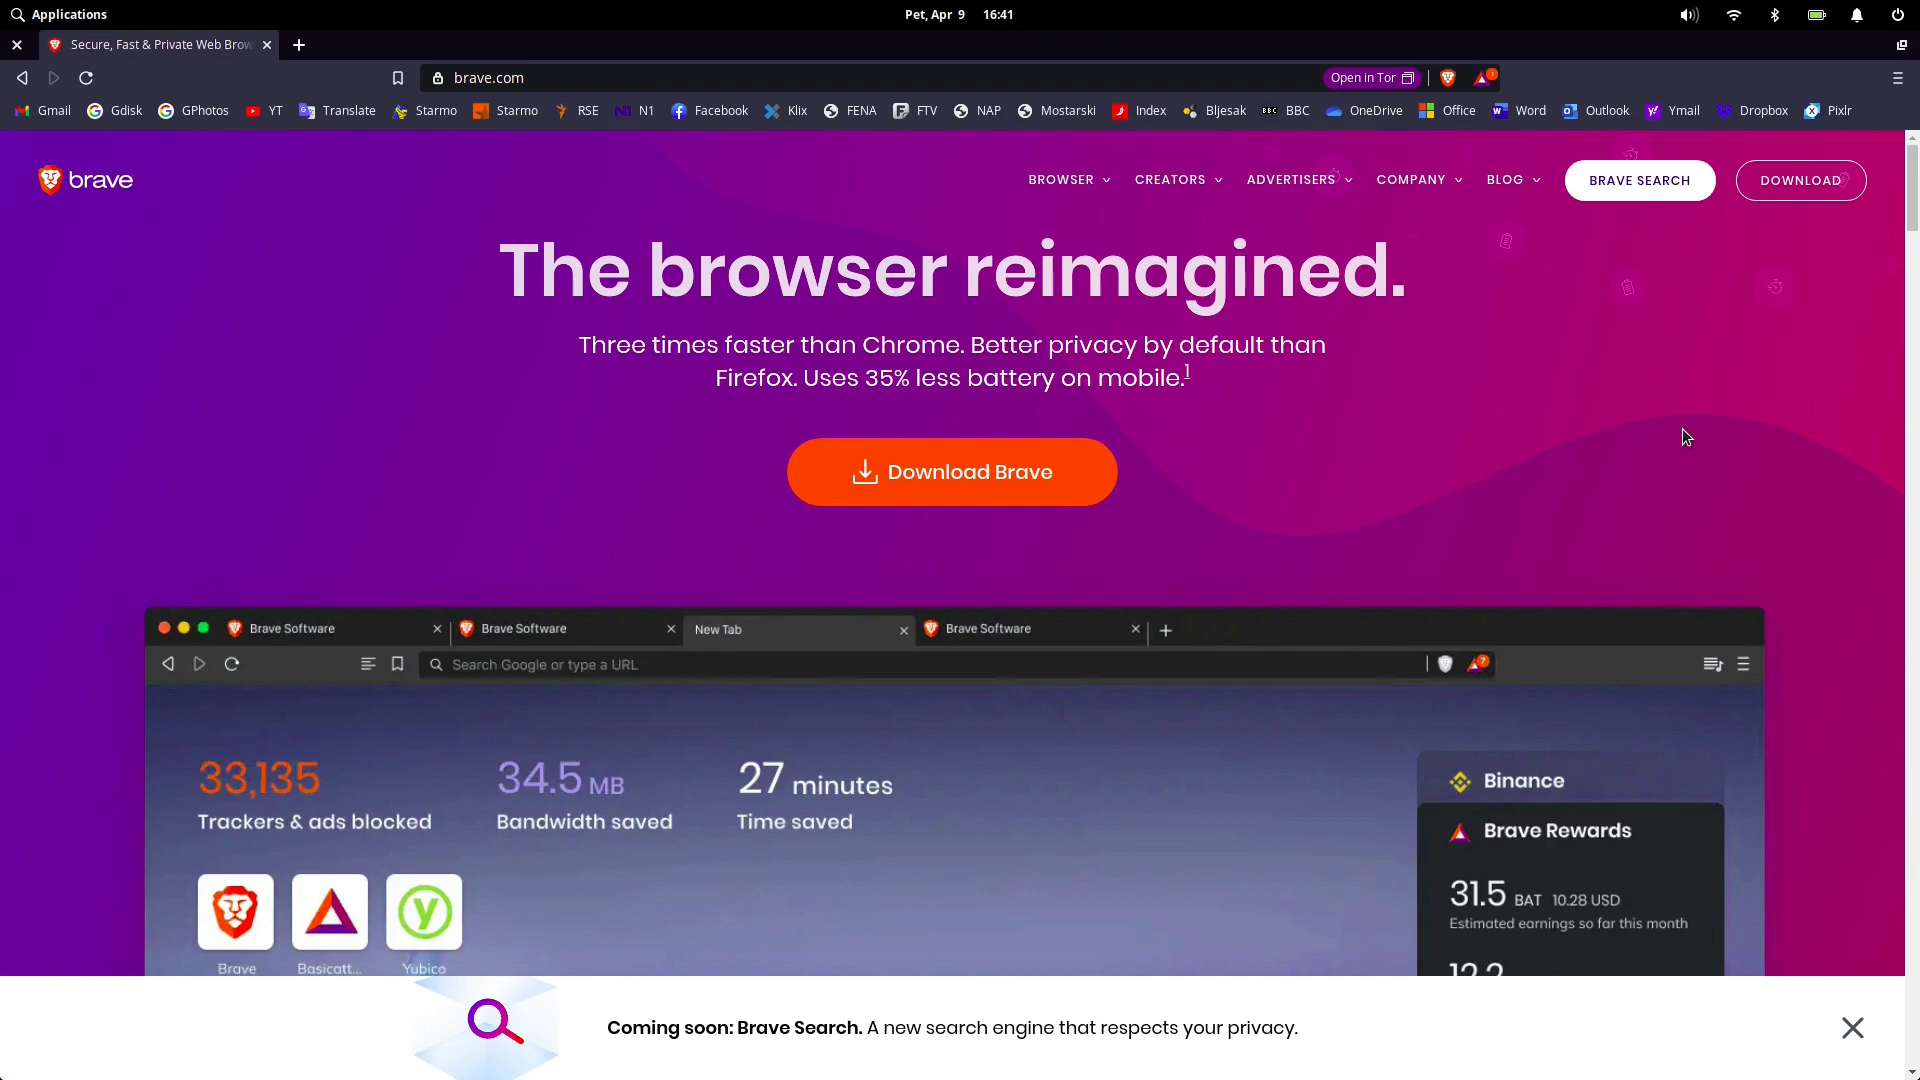 Applications
Pet, Apr 9 16:41
Secure, Fast & Private Web Brow
brave.com
Open in Tor
1
Gmail Gdisk GPhotos YT Translate Starmo Starmo RSE N1 N1 Facebook Klix FENA FTV NAP Mostarski Index Bljesak BBC BBC OneDrive Office Word Outlook Ymail Dropbox Pixlr
brave
BROWSER CREATORS ADVERTISERS COMPANY BLOG BRAVE SEARCH DOWNLOAD
The browser reimagined.
Three times faster than Chrome. Better privacy by default than
Firefox. Uses 35% less battery on mobile.1
Download Brave
Brave Software Brave Software New Tab Brave Software
Search Google or type a URL
7
33,135 34.5 MB 27 minutes
Trackers & ads blocked Bandwidth saved Time saved
Binance
Brave Rewards
31.5 BAT 10.28 USD
Estimated earnings so far this month
12.2
Brave Basicatt... Yubico
Coming soon: Brave Search. A new search engine that respects your privacy.